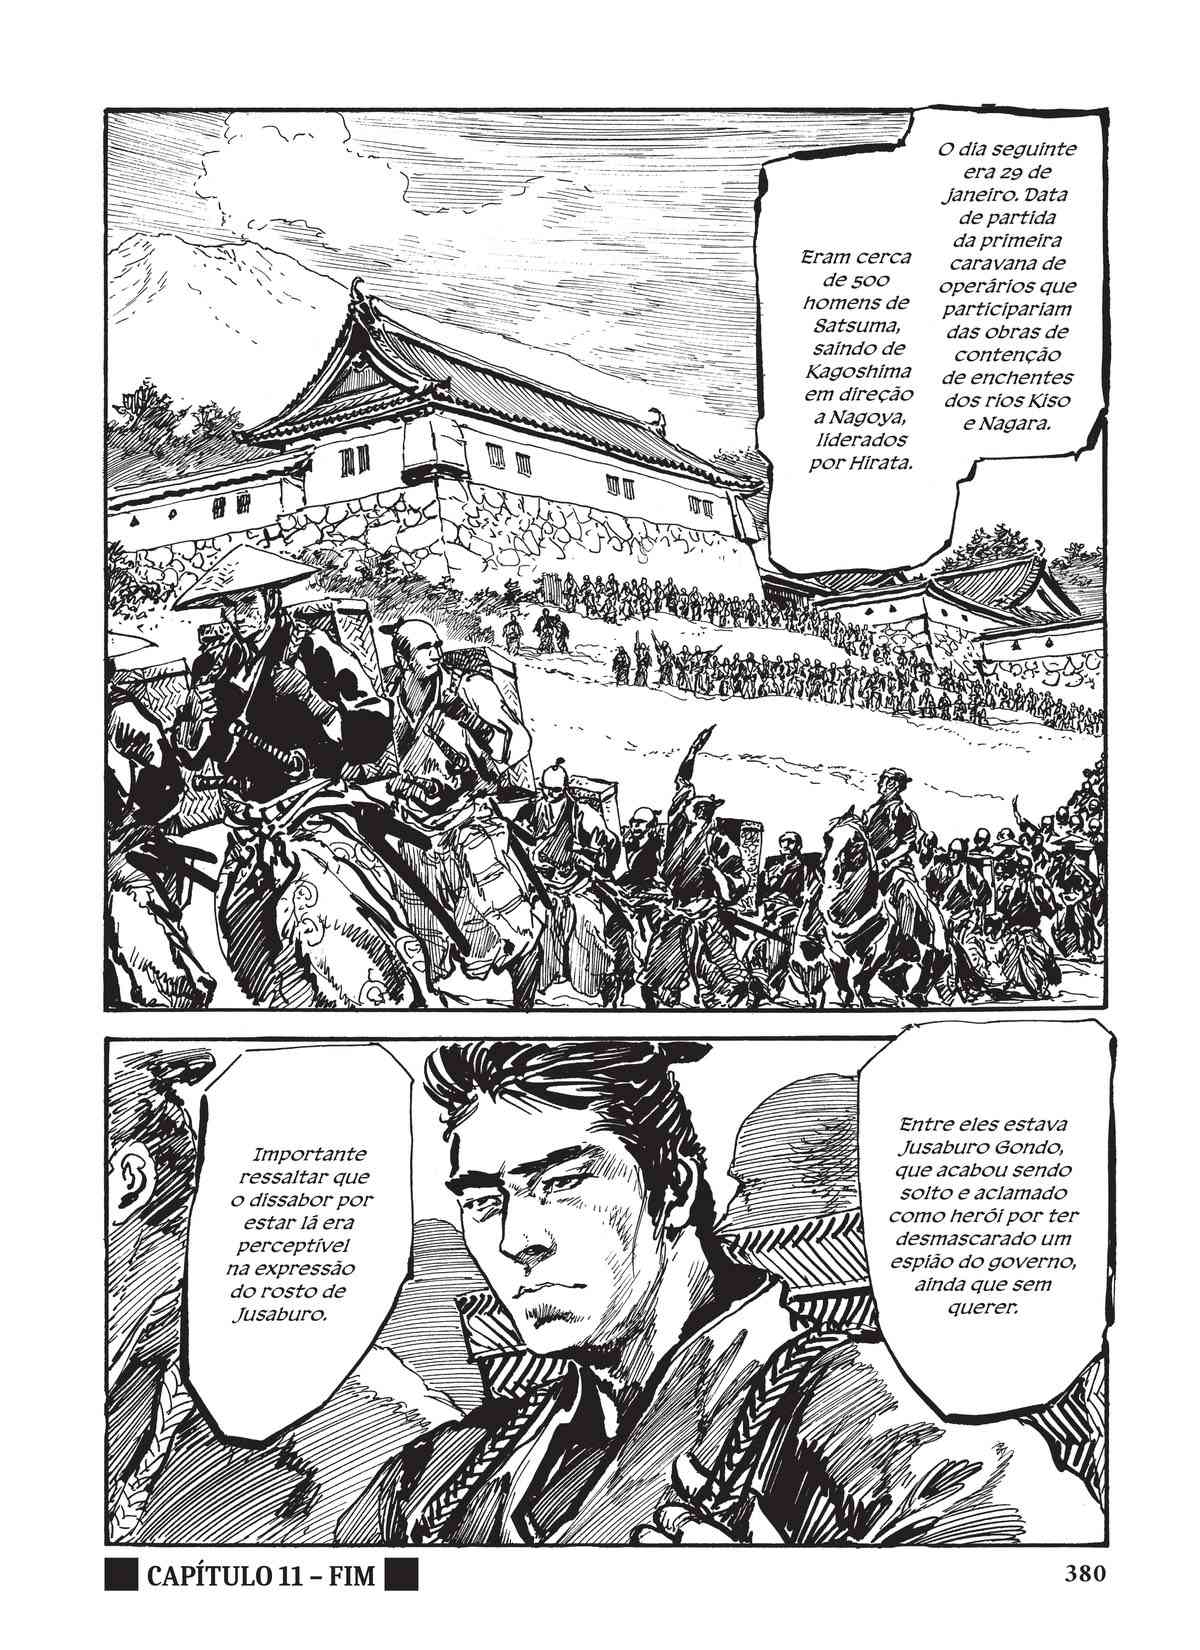 O dia seguinte
era 29 de
janeiro. Data
de partida
da primeira
caravana de
operários que
participariam
das obras de
contenção
de enchentes
dos rios Kiso
e Nagara.
Eram cerca
de 500
homens de
Satsuma,
saindo de
Kagoshima
em direção
a Nagoya,
liderados
por Hirata.
Entre eles estava
Jusaburo Gondo,
que acabou sendo
solto e aclamado
como herói por ter
desmascarado um
espião do governo,
ainda que sem
querer.
Importante
ressaltar que
o dissabor por
estar lá era
perceptível
na expressão
do rosto de
Jusaburo.
CAPÍTULO 11 – FIM
380